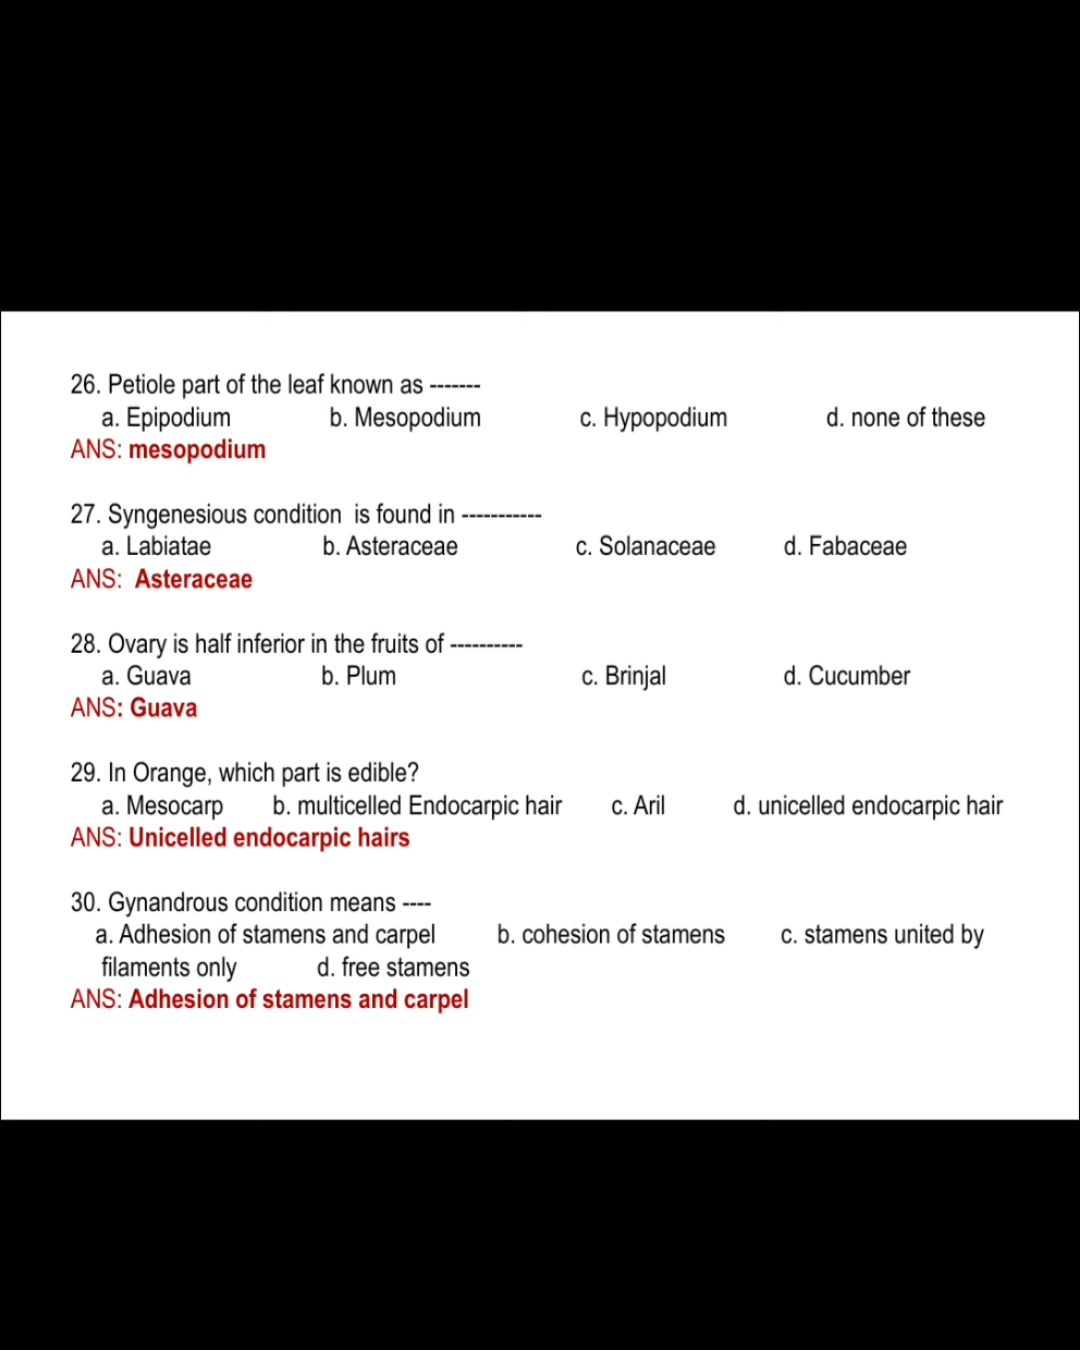 26. Petiole part of the leaf known as -------
a. Epipodium b. Mesopodium c. Hypopodium d. none of these
ANS: mesopodium
27. Syngenesious condition is found in -----------
a. Labiatae b. Asteraceae c. Solanaceae d. Fabaceae
ANS: Asteraceae
28. Ovary is half inferior in the fruits of ----------
a. Guava b. Plum c. Brinjal d. Cucumber
ANS: Guava
29. In Orange, which part is edible?
a. Mesocarp b. multicelled Endocarpic hair c. Aril d. unicelled endocarpic hair
ANS: Unicelled endocarpic hairs
30. Gynandrous condition means ----
a. Adhesion of stamens and carpel b. cohesion of stamens c. stamens united by
filaments only d. free stamens
ANS: Adhesion of stamens and carpel